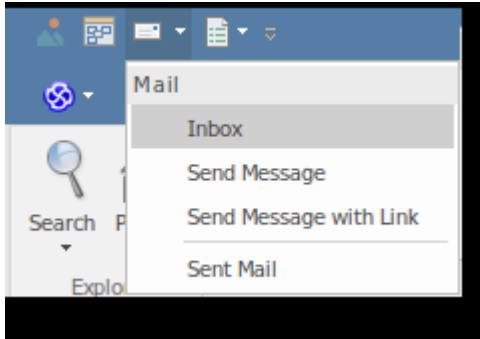 Mail
Inbox
Send Message
Send Message with Link
Sent Mail
Search